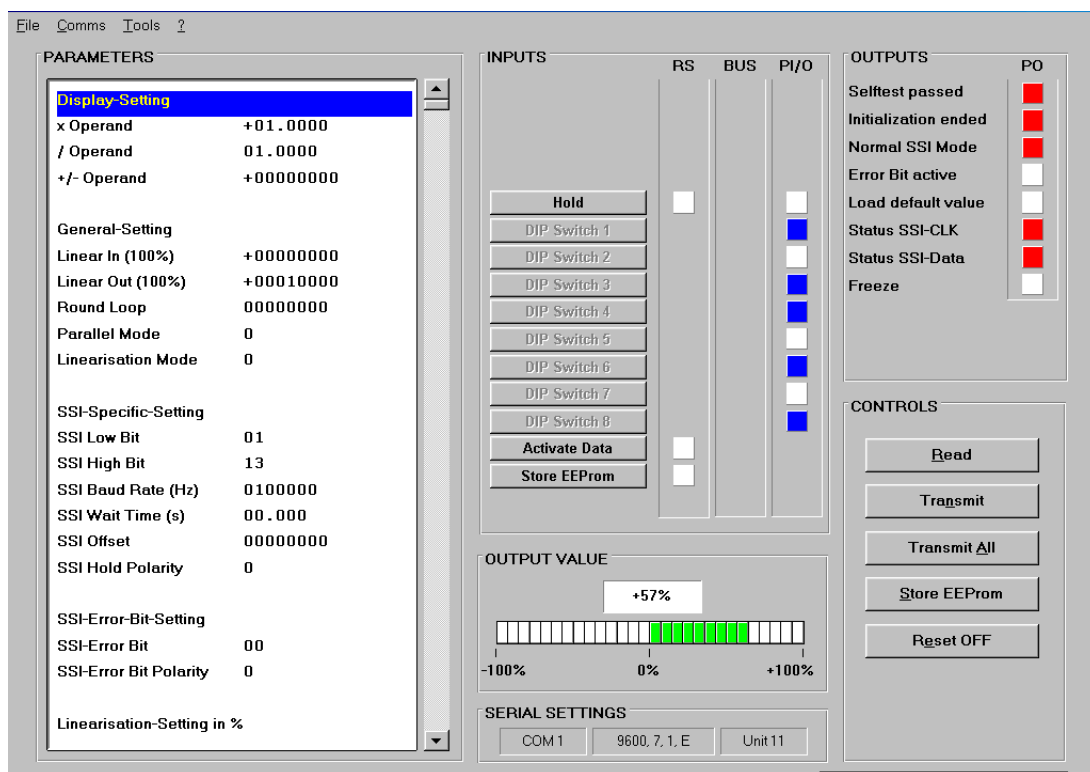 File Comms Tools ?
PARAMETERS
Display-Setting
x Operand +01.0000
/ Operand 01.0000
+/- Operand +00000000
General-Setting
Linear In (100%) +00000000
Linear Out (100%) +00010000
Round Loop 00000000
Parallel Mode 0
Linearisation Mode 0
SSI-Specific-Setting
SSI Low Bit 01
SSI High Bit 13
SSI Baud Rate (Hz) 0100000
SSI Wait Time (s) 00.000
SSI Offset 00000000
SSI Hold Polarity 0
SSI-Error-Bit-Setting
SSI-Error Bit 00
SSI-Error Bit Polarity 0
Linearisation-Setting in %
INPUTS
RS BUS PI/O
Hold
DIP Switch 1
DIP Switch 2
DIP Switch 3
DIP Switch 4
DIP Switch 5
DIP Switch 6
DIP Switch 7
DIP Switch 8
Activate Data
Store EEProm
OUTPUT VALUE
+57%
-100% 0% +100%
SERIAL SETTINGS
COM 1 9600, 7, 1, E Unit 11
OUTPUTS
PO
Selftest passed
Initialization ended
Normal SSI Mode
Error Bit active
Load default value
Status SSI-CLK
Status SSI-Data
Freeze
CONTROLS
Read
Transmit
Transmit All
Store EEProm
Reset OFF